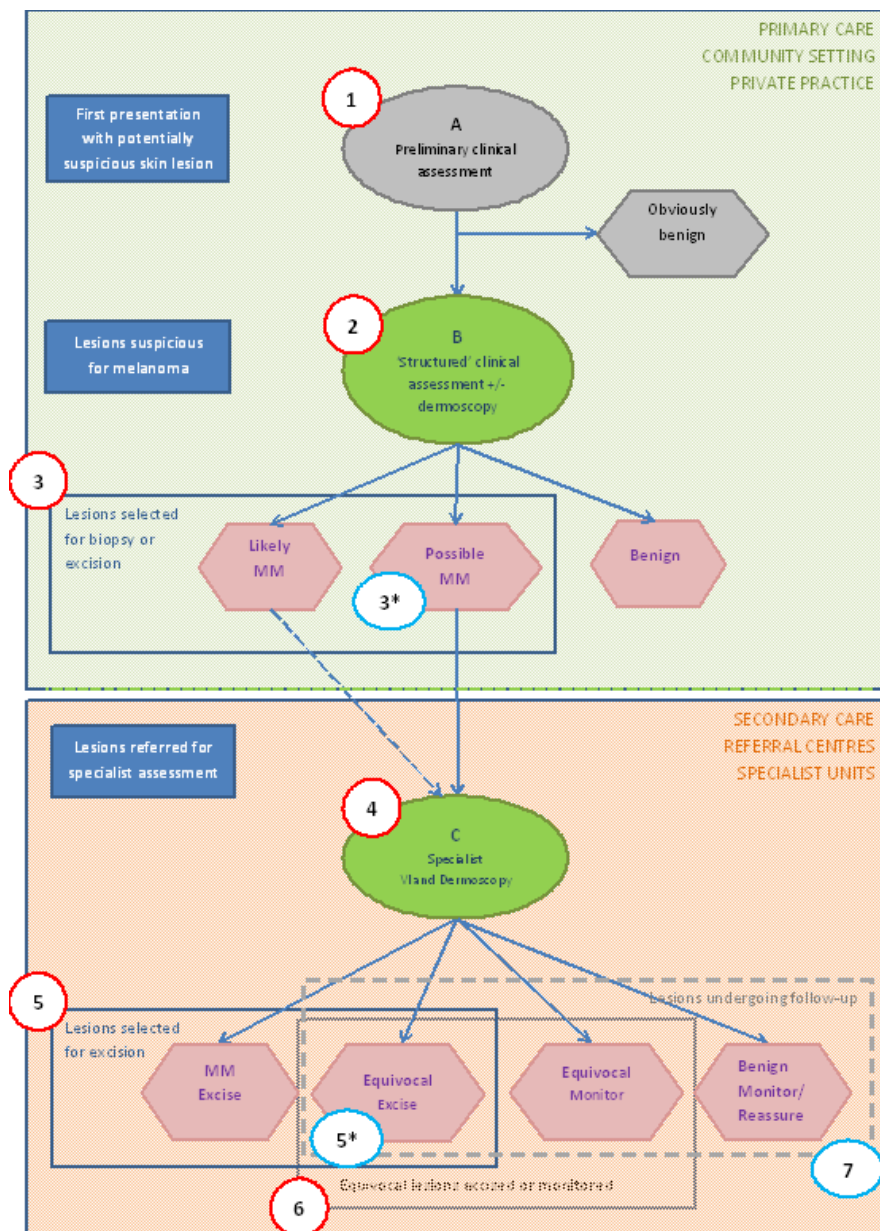 PRIMARY CARE
COMMUNITY SETTING
PRIVATE PRACTICE
1
First presentation
with potentially
suspicious skin lesion
A
Preliminary clinical
assessment
Obviously
benign
2
Lesions suspicious
for melanoma
B
'Structured' clinical
assessment +/-
dermoscopy
3
Lesions selected
for biopsy or
excision
Likely
MM
Possible
MM
3*
Benign
Lesions referred for
specialist assessment
SECONDARY CARE
REFERRAL CENTRES
SPECIALIST UNITS
4
C
Specialist
VI and Dermoscopy
5
Lesions undergoing follow-up
Lesions selected
for excision
MM
Excise
Equivocal
Excise
Equivocal
Monitor
Benign
Monitor/
Reassure
5*
7
Equivocal lesions excised or monitored
6